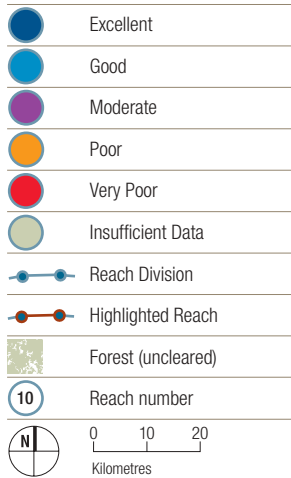 Excellent
Good
Moderate
Poor
Very Poor
Insufficient Data
Reach Division
Highlighted Reach
Forest (uncleared)
10 Reach number
N 0 10 20
Kilometres